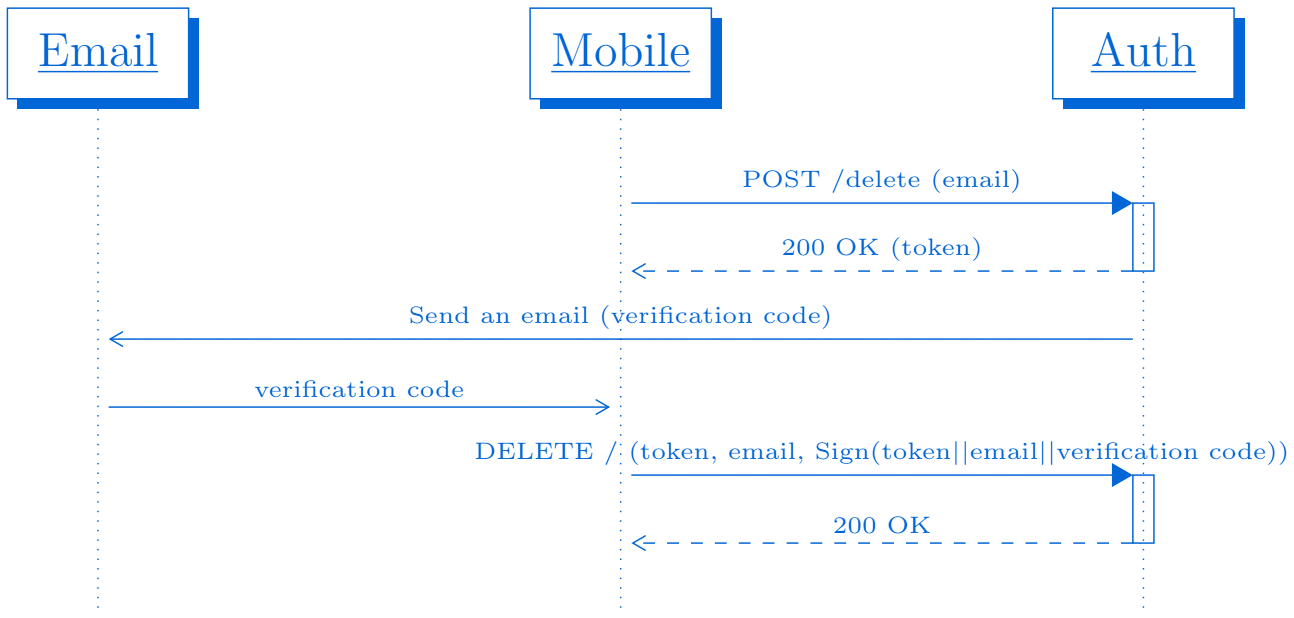 Email
Mobile
Auth
POST /delete (email)
200 OK (token)
Send an email (verification code)
verification code
DELETE / (token, email, Sign(token||email||verification code))
200 OK